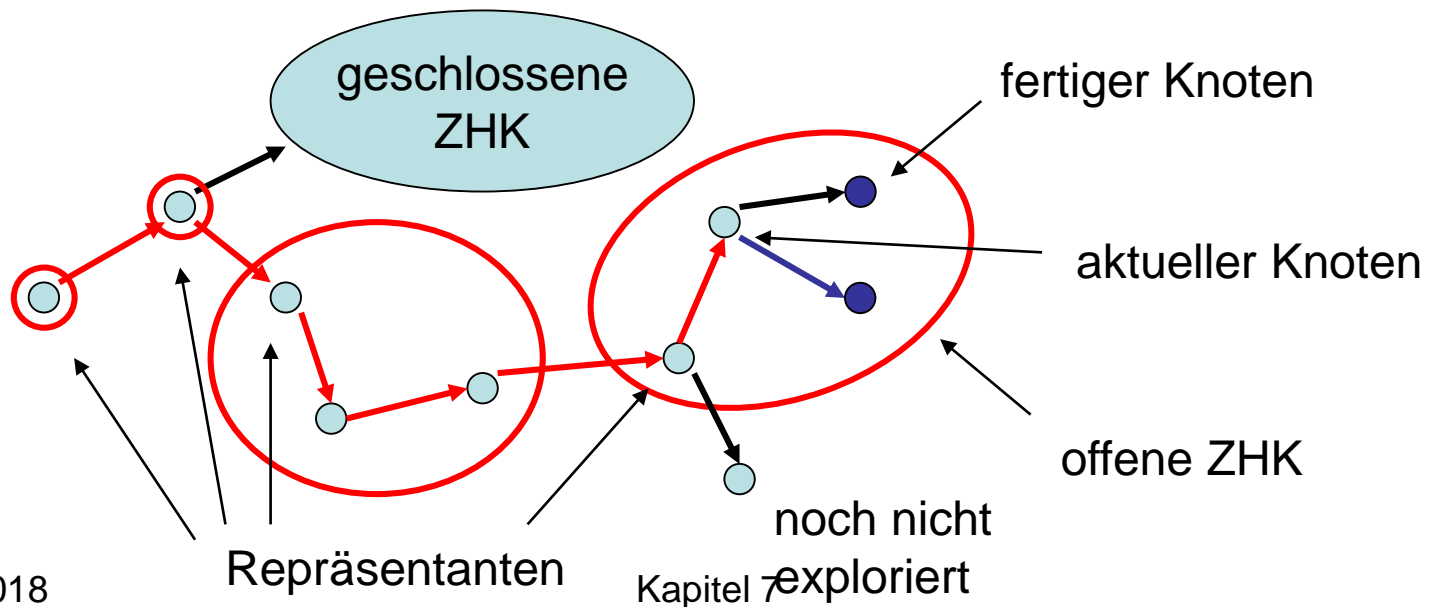 geschlossene
ZHK
fertiger Knoten
aktueller Knoten
offene ZHK
noch nicht
exploriert
Repräsentanten
018
Kapitel 7